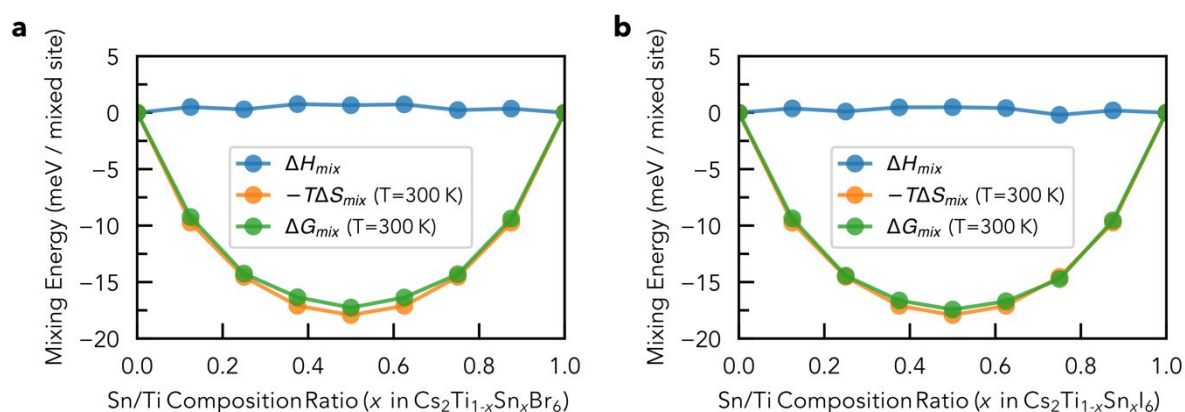 a
Mixing Energy (meV / mixed site)
5
0
−5
−10
−15
−20
ΔH_mix
−TΔS_mix (T=300 K)
ΔG_mix (T=300 K)
0.0 0.2 0.4 0.6 0.8 1.0
Sn/Ti Composition Ratio (x in Cs₂Ti₁₋ₓSnₓBr₆)
b
Mixing Energy (meV / mixed site)
5
0
−5
−10
−15
−20
ΔH_mix
−TΔS_mix (T=300 K)
ΔG_mix (T=300 K)
0.0 0.2 0.4 0.6 0.8 1.0
Sn/Ti Composition Ratio (x in Cs₂Ti₁₋ₓSnₓI₆)